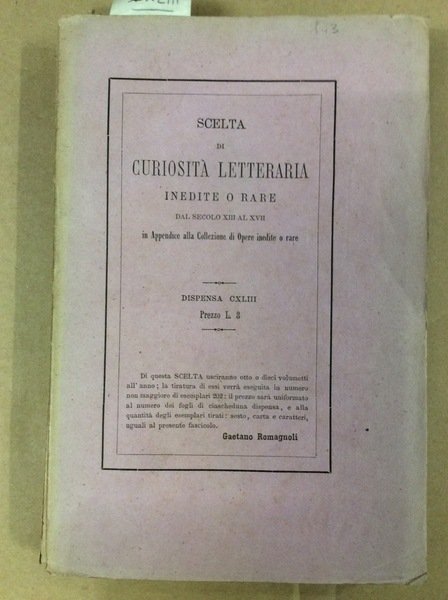 SCELTA
DI
CURIOSITÀ LETTERARIA
INEDITE O RARE
DAL SECOLO XIII AL XVII
in Appendice alla Collezione di Opere inedite o rare
DISPENSA CXLIII
Prezzo L. 8
Di questa SCELTA usciranno otto o dieci volumetti
all'anno; la tiratura di essi verrà eseguita in numero
non maggiore di esemplari 202: il prezzo sarà uniformato
al numero dei fogli di ciascheduna dispensa, e alla
quantità degli esemplari tirati: sesto, carta e caratteri,
uguali al presente fascicolo.
Gaetano Romagnoli